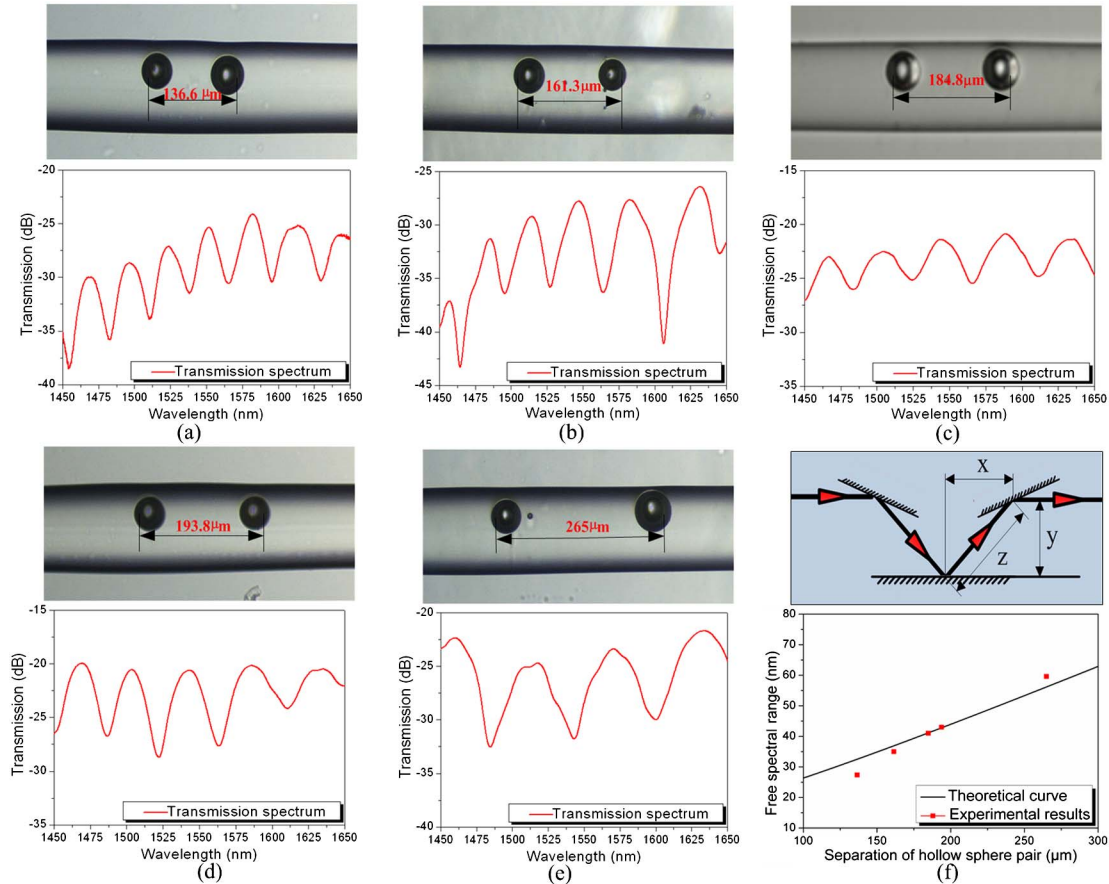 136.6 μm
-20
-25
-30
-35
-40
Transmission (dB)
Transmission spectrum
1450 1475 1500 1525 1550 1575 1600 1625 1650
Wavelength (nm)
(a)
161.3μm
-25
-30
-35
-40
-45
Transmission (dB)
Transmission spectrum
1450 1475 1500 1525 1550 1575 1600 1625 1650
Wavelength (nm)
(b)
184.8μm
-15
-20
-25
-30
-35
Transmission (dB)
Transmission spectrum
1450 1475 1500 1525 1550 1575 1600 1625 1650
Wavelength (nm)
(c)
193.8μm
-15
-20
-25
-30
-35
Transmission (dB)
Transmission spectrum
1450 1475 1500 1525 1550 1575 1600 1625 1650
Wavelength (nm)
(d)
265μm
-20
-25
-30
-35
-40
Transmission (dB)
Transmission spectrum
1450 1475 1500 1525 1550 1575 1600 1625 1650
Wavelength (nm)
(e)
x
y
z
80
70
60
50
40
30
20
10
Free spectral range (nm)
Theoretical curve
Experimental results
100 150 200 250 300
Separation of hollow sphere pair (μm)
(f)